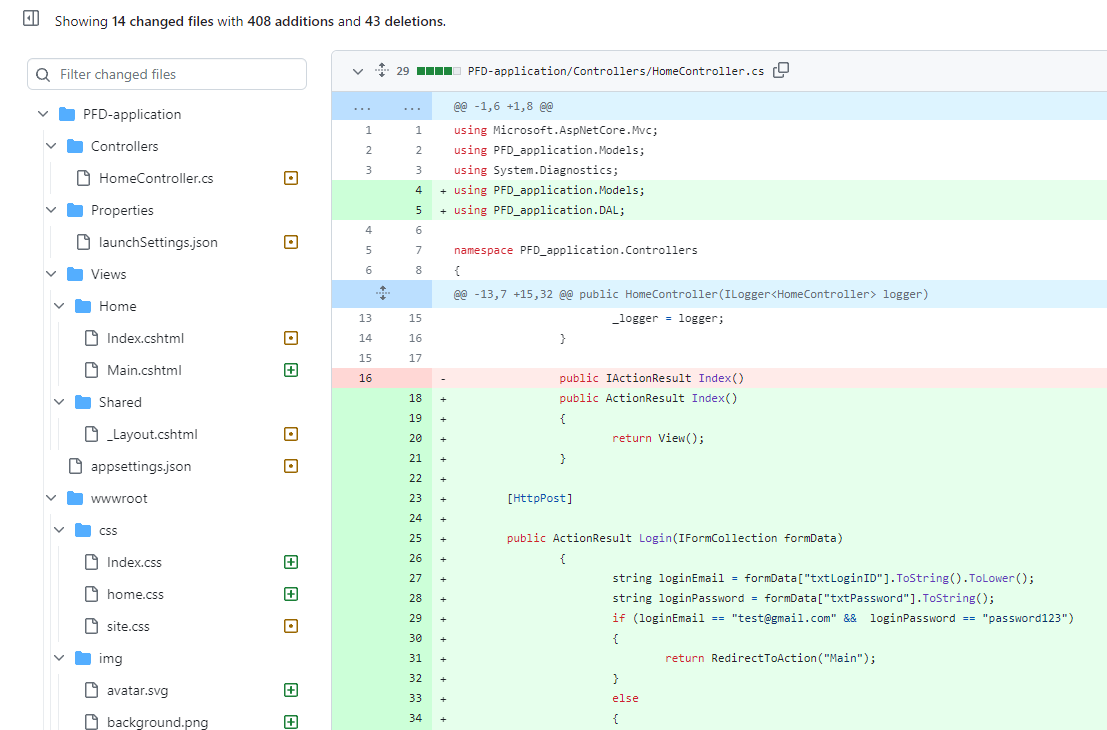 Showing 14 changed files with 408 additions and 43 deletions.
Filter changed files
PFD-application
Controllers
HomeController.cs
Properties
launchSettings.json
Views
Home
Index.cshtml
Main.cshtml
Shared
_Layout.cshtml
appsettings.json
wwwroot
css
Index.css
home.css
site.css
img
avatar.svg
background.png
29 PFD-application/Controllers/HomeController.cs
... ... @@ -1,6 +1,8 @@
1 1 using Microsoft.AspNetCore.Mvc;
2 2 using PFD_application.Models;
3 3 using System.Diagnostics;
4 + using PFD_application.Models;
5 + using PFD_application.DAL;
4 6
5 7 namespace PFD_application.Controllers
6 8 {
@@ -13,7 +15,32 @@ public HomeController(ILogger<HomeController> logger)
13 15 _logger = logger;
14 16 }
15 17
16 - public IActionResult Index()
18 + public ActionResult Index()
19 + {
20 + return View();
21 + }
22 +
23 + [HttpPost]
24 +
25 + public ActionResult Login(IFormCollection formData)
26 + {
27 + string loginEmail = formData["txtLoginID"].ToString().ToLower();
28 + string loginPassword = formData["txtPassword"].ToString();
29 + if (loginEmail == "test@gmail.com" && loginPassword == "password123")
30 + {
31 + return RedirectToAction("Main");
32 + }
33 + else
34 + {